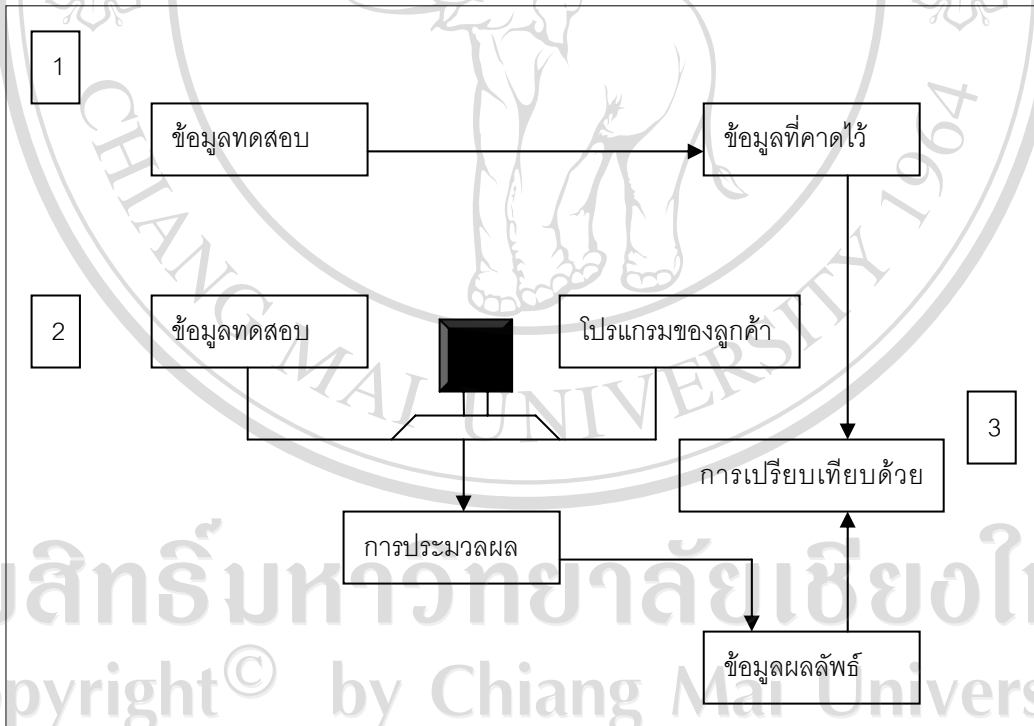 1
ข้อมูลทดสอบ
ข้อมูลที่คาดไว้
2
ข้อมูลทดสอบ
โปรแกรมของลูกค้า
3
การเปรียบเทียบด้วย
การประมวลผล
ข้อมูลผลลัพธ์
CHIANG MAI UNIVERSITY 1964
สิทธิ์มหาวิทยาลัยเชียงให
pyright© by Chiang Mai Univers